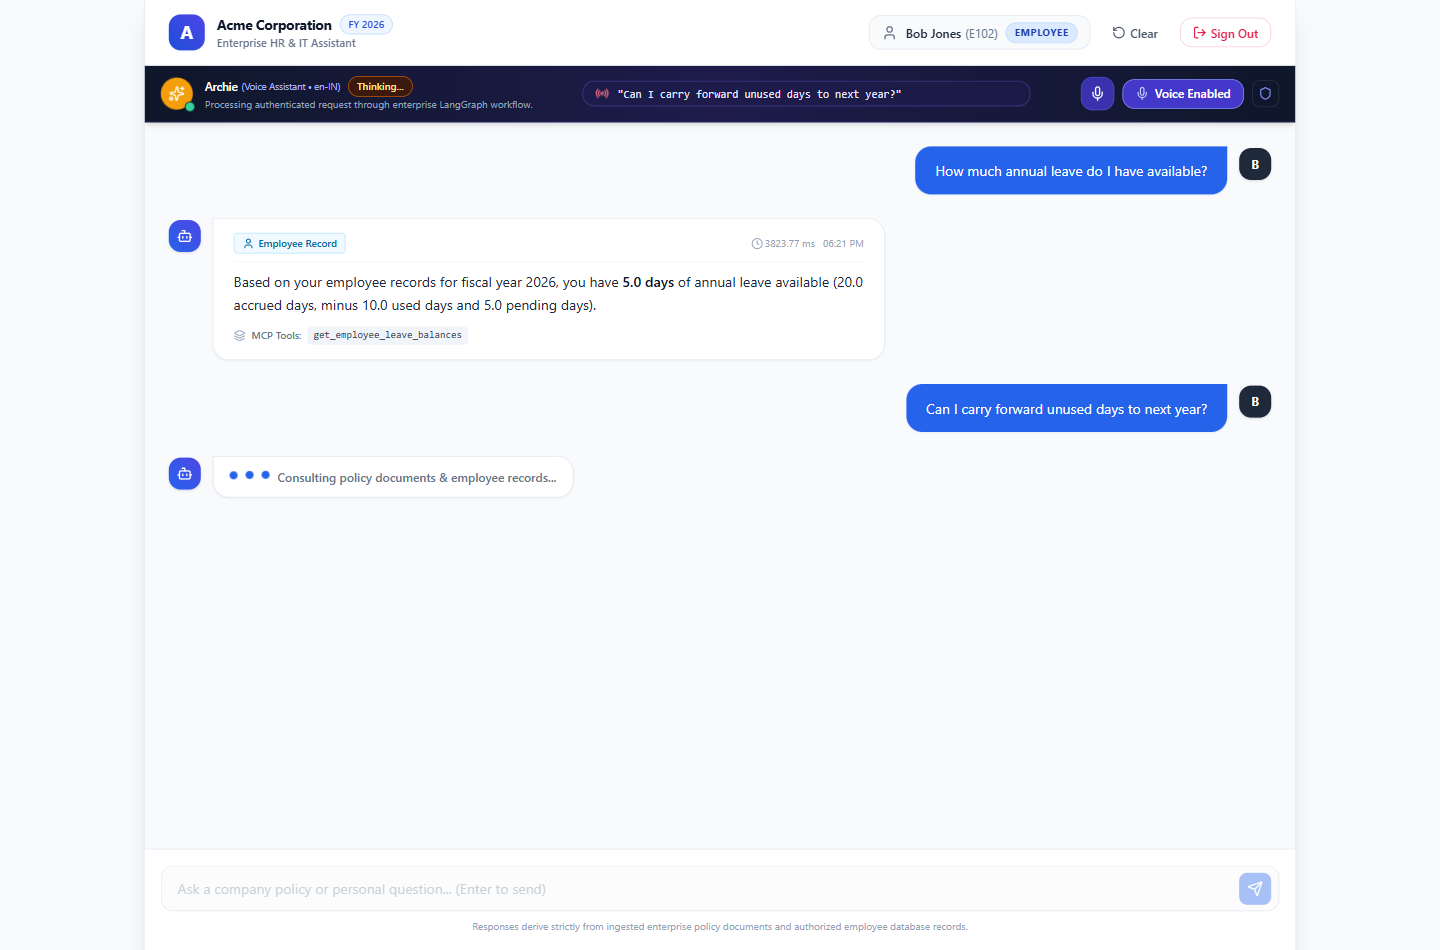 A
Acme Corporation FY 2026
Enterprise HR & IT Assistant
Bob Jones (E102) EMPLOYEE
Clear
Sign Out
Archie (Voice Assistant • en-IN) Thinking...
Processing authenticated request through enterprise LangGraph workflow.
"Can I carry forward unused days to next year?"
Voice Enabled
How much annual leave do I have available?
B
Employee Record
3823.77 ms 06:21 PM
Based on your employee records for fiscal year 2026, you have 5.0 days of annual leave available (20.0
accrued days, minus 10.0 used days and 5.0 pending days).
MCP Tools: get_employee_leave_balances
Can I carry forward unused days to next year?
B
Consulting policy documents & employee records...
Ask a company policy or personal question... (Enter to send)
Responses derive strictly from ingested enterprise policy documents and authorized employee database records.